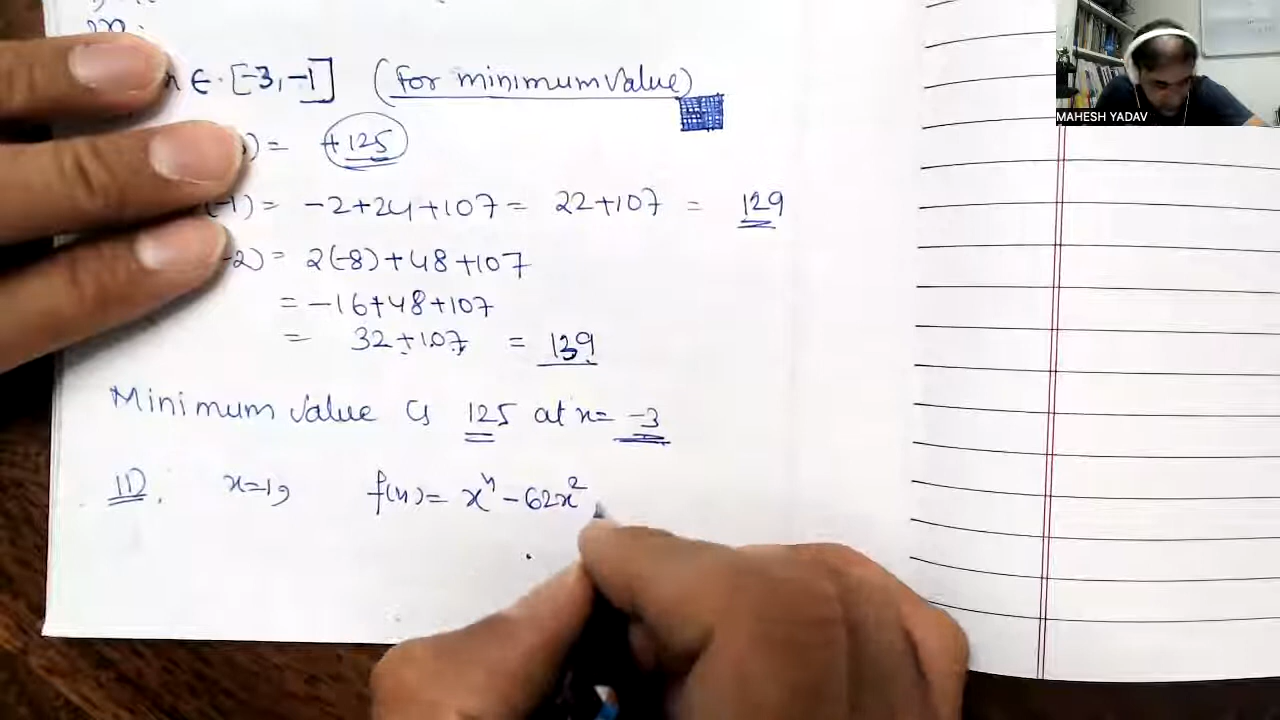 x ∈ [-3, -1] (for minimum value)
) = +125
(-1) = -2+24+107 = 22+107 = 129
-2) = 2(-8)+48+107
= -16+48+107
= 32+107 = 139
Minimum value is 125 at x= -3
11). x=1, f(x) = x⁴ - 62x²
MAHESH YADAV